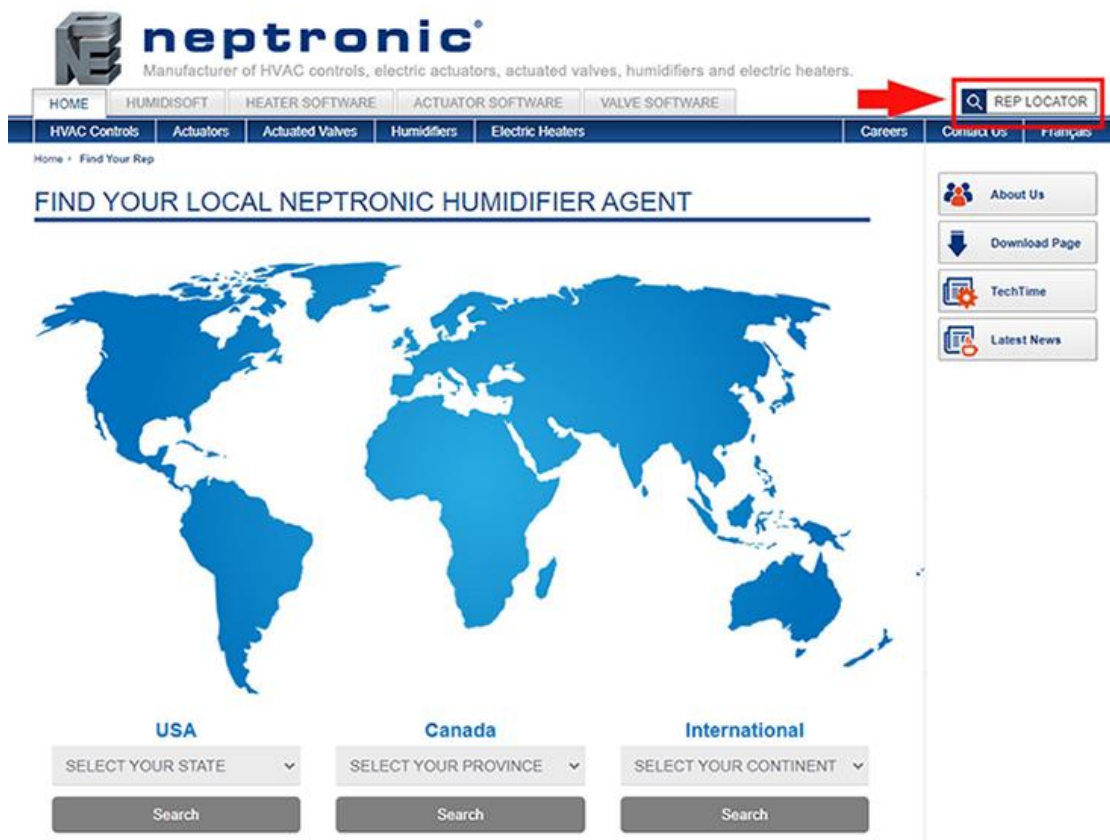 neptronic®
Manufacturer of HVAC controls, electric actuators, actuated valves, humidifiers and electric heaters.
HOME HUMIDISOFT HEATER SOFTWARE ACTUATOR SOFTWARE VALVE SOFTWARE REP LOCATOR
HVAC Controls Actuators Actuated Valves Humidifiers Electric Heaters Careers Contact Us Français
Home Find Your Rep
FIND YOUR LOCAL NEPTRONIC HUMIDIFIER AGENT
About Us
Download Page
TechTime
Latest News
USA Canada International
SELECT YOUR STATE SELECT YOUR PROVINCE SELECT YOUR CONTINENT
Search Search Search